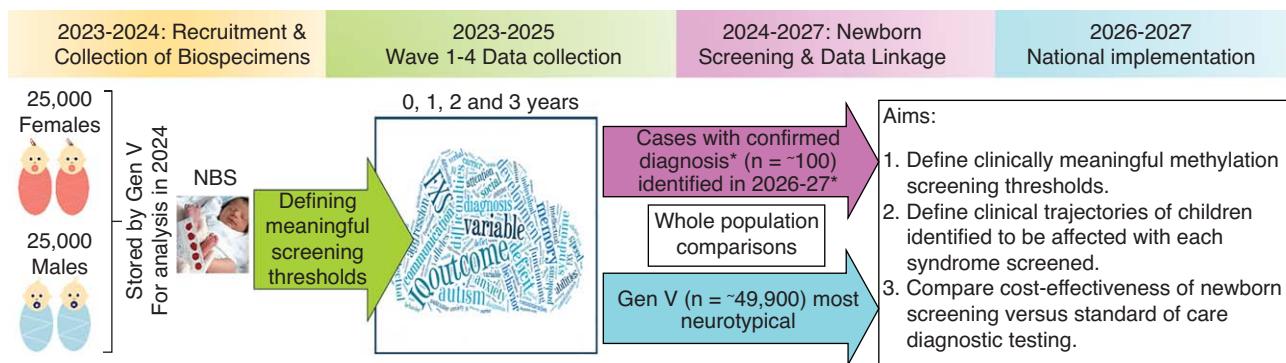 2023-2024: Recruitment &
Collection of Biospecimens
2023-2025
Wave 1-4 Data collection
2024-2027: Newborn
Screening & Data Linkage
2026-2027
National implementation
25,000
Females
25,000
Males
Stored by Gen V
For analysis in 2024
NBS
Defining
meaningful
screening
thresholds
0, 1, 2 and 3 years
FXS
attention
social
diagnosis
variable
memory
communication
IQ
outcome
deficit
anxiety
autism
Cases with confirmed
diagnosis* (n = ~100)
identified in 2026-27*
Whole population
comparisons
Gen V (n = ~49,900) most
neurotypical
Aims:
1. Define clinically meaningful methylation
screening thresholds.
2. Define clinical trajectories of children
identified to be affected with each
syndrome screened.
3. Compare cost-effectiveness of newborn
screening versus standard of care
diagnostic testing.